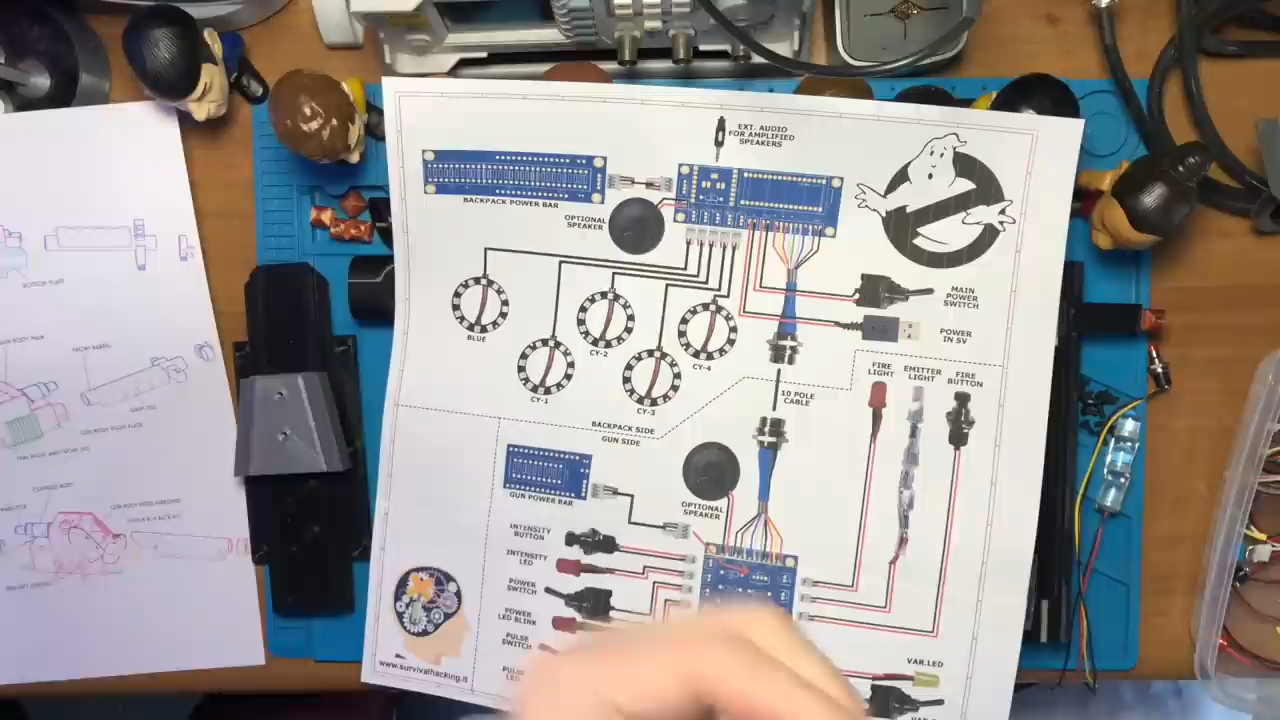 EXT. AUDIO
FOR AMPLIFIED
SPEAKERS
BACKPACK POWER BAR
OPTIONAL
SPEAKER
MAIN
POWER
SWITCH
POWER
IN 5V
BLUE
CY-1
CY-2
CY-3
CY-4
10 POLE
CABLE
FIRE
LIGHT
EMITTER
LIGHT
FIRE
BUTTON
BACKPACK SIDE
GUN SIDE
GUN POWER BAR
OPTIONAL
SPEAKER
INTENSITY
BUTTON
INTENSITY
LED
POWER
SWITCH
POWER
LED BLINK
PULSE
SWITCH
VAR.LED
www.survivalhacking.it